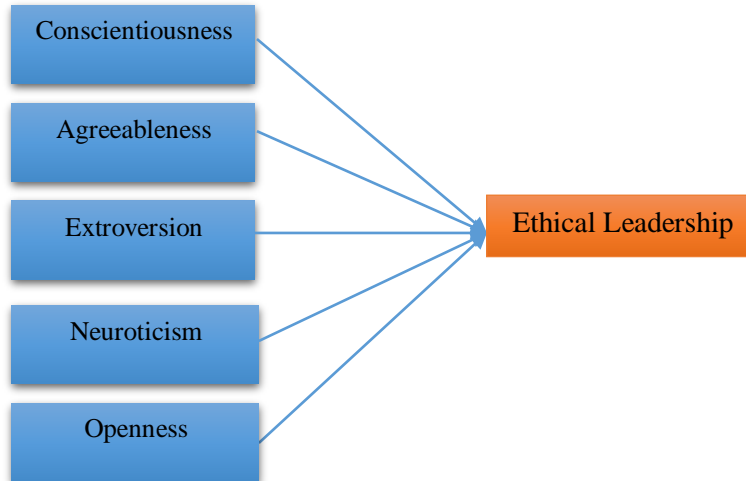 Conscientiousness
Agreeableness
Extroversion
Ethical Leadership
Neuroticism
Openness